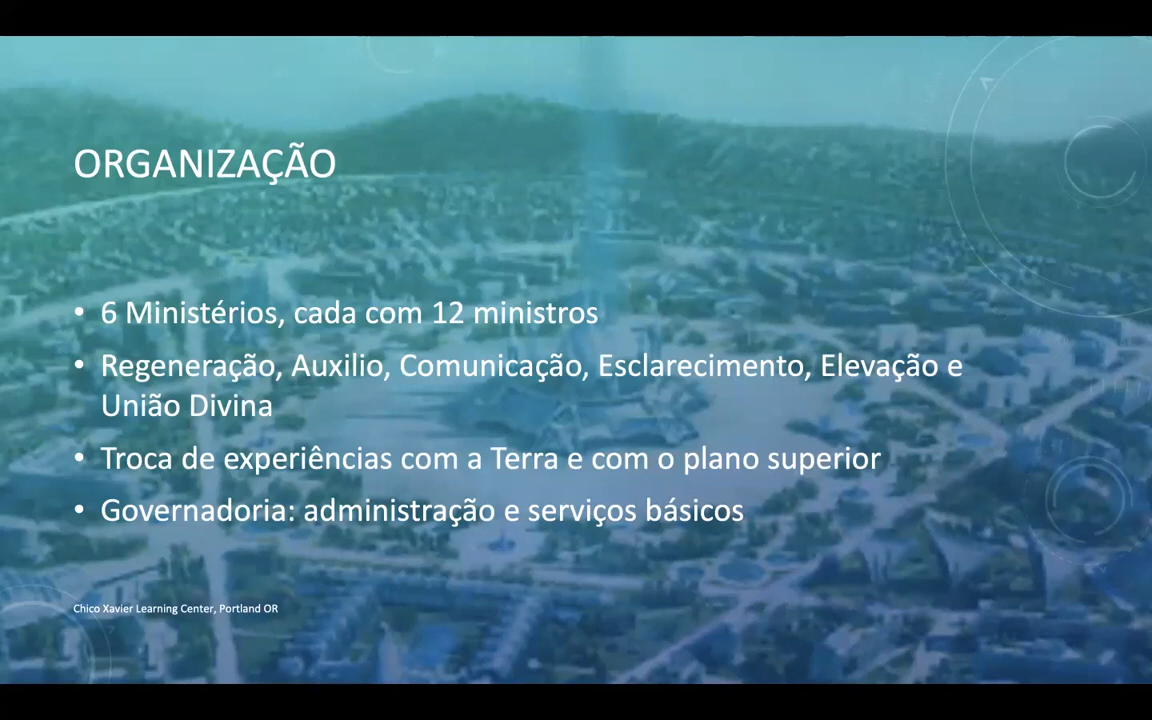 ORGANIZAÇÃO
• 6 Ministérios, cada com 12 ministros
• Regeneração, Auxilio, Comunicação, Esclarecimento, Elevação e
União Divina
• Troca de experiências com a Terra e com o plano superior
• Governadoria: administração e serviços básicos
Chico Xavier Learning Center, Portland OR